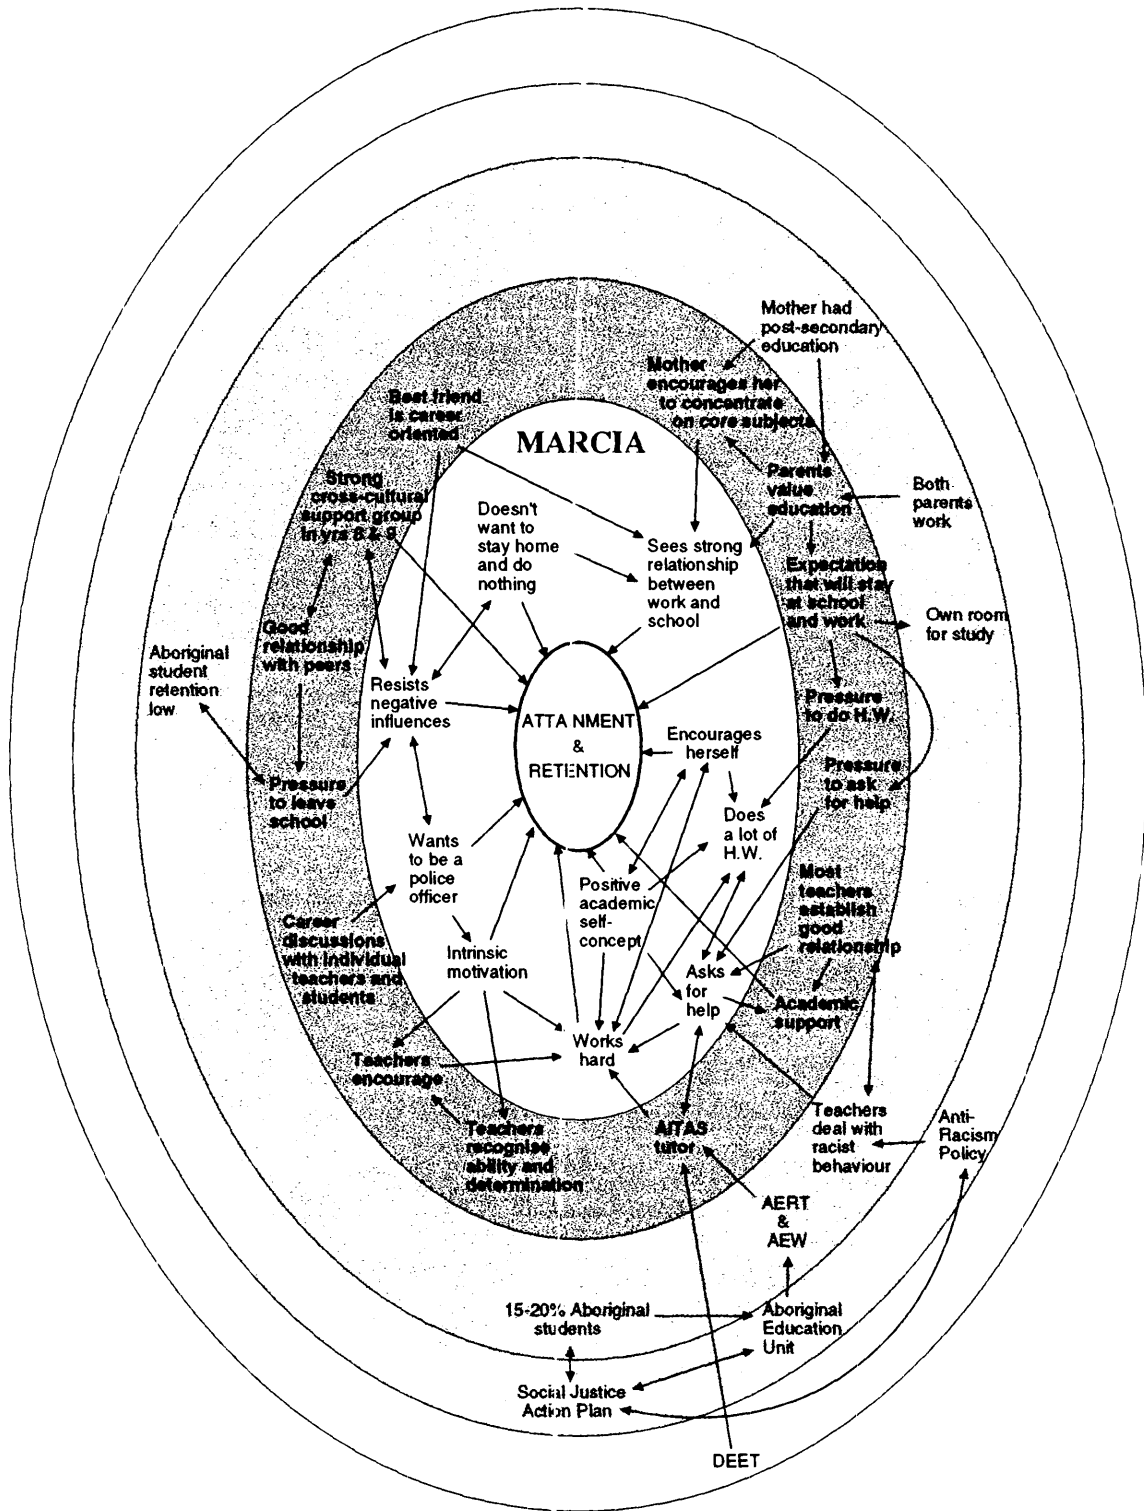 Mother had
post-secondary
education
Mother
encourages her
to concentrate
on core subjects
Best friend
is career
oriented
MARCIA
Strong
cross-cultural
support group
in yrs 8 & 9
Parents
value
education
Both
parents
work
Doesn't
want to
stay home
and do
nothing
Sees strong
relationship
between
work and
school
Expectation
that will stay
at school
and work
Own room
for study
Good
relationship
with peers
Aboriginal
student
retention
low
Resists
negative
influences
Pressure
to do H.W.
ATTA NMENT
&
RETENTION
Encourages
herself
Pressure
to ask
for help
Pressure
to leave
school
Does
a lot of
H.W.
Wants
to be a
police
officer
Positive
academic
self-
concept
Most
teachers
establish
good
relationship
Career
discussions
with individual
teachers and
students
Intrinsic
motivation
Asks
for
help
Academic
support
Works
hard
Teachers
encourage
Teachers
recognise
ability and
determination
AITAS
tutor
Teachers
deal with
racist
behaviour
Anti-
Racism
Policy
AERT
&
AEW
15-20% Aboriginal
students
Aboriginal
Education
Unit
Social Justice
Action Plan
DEET